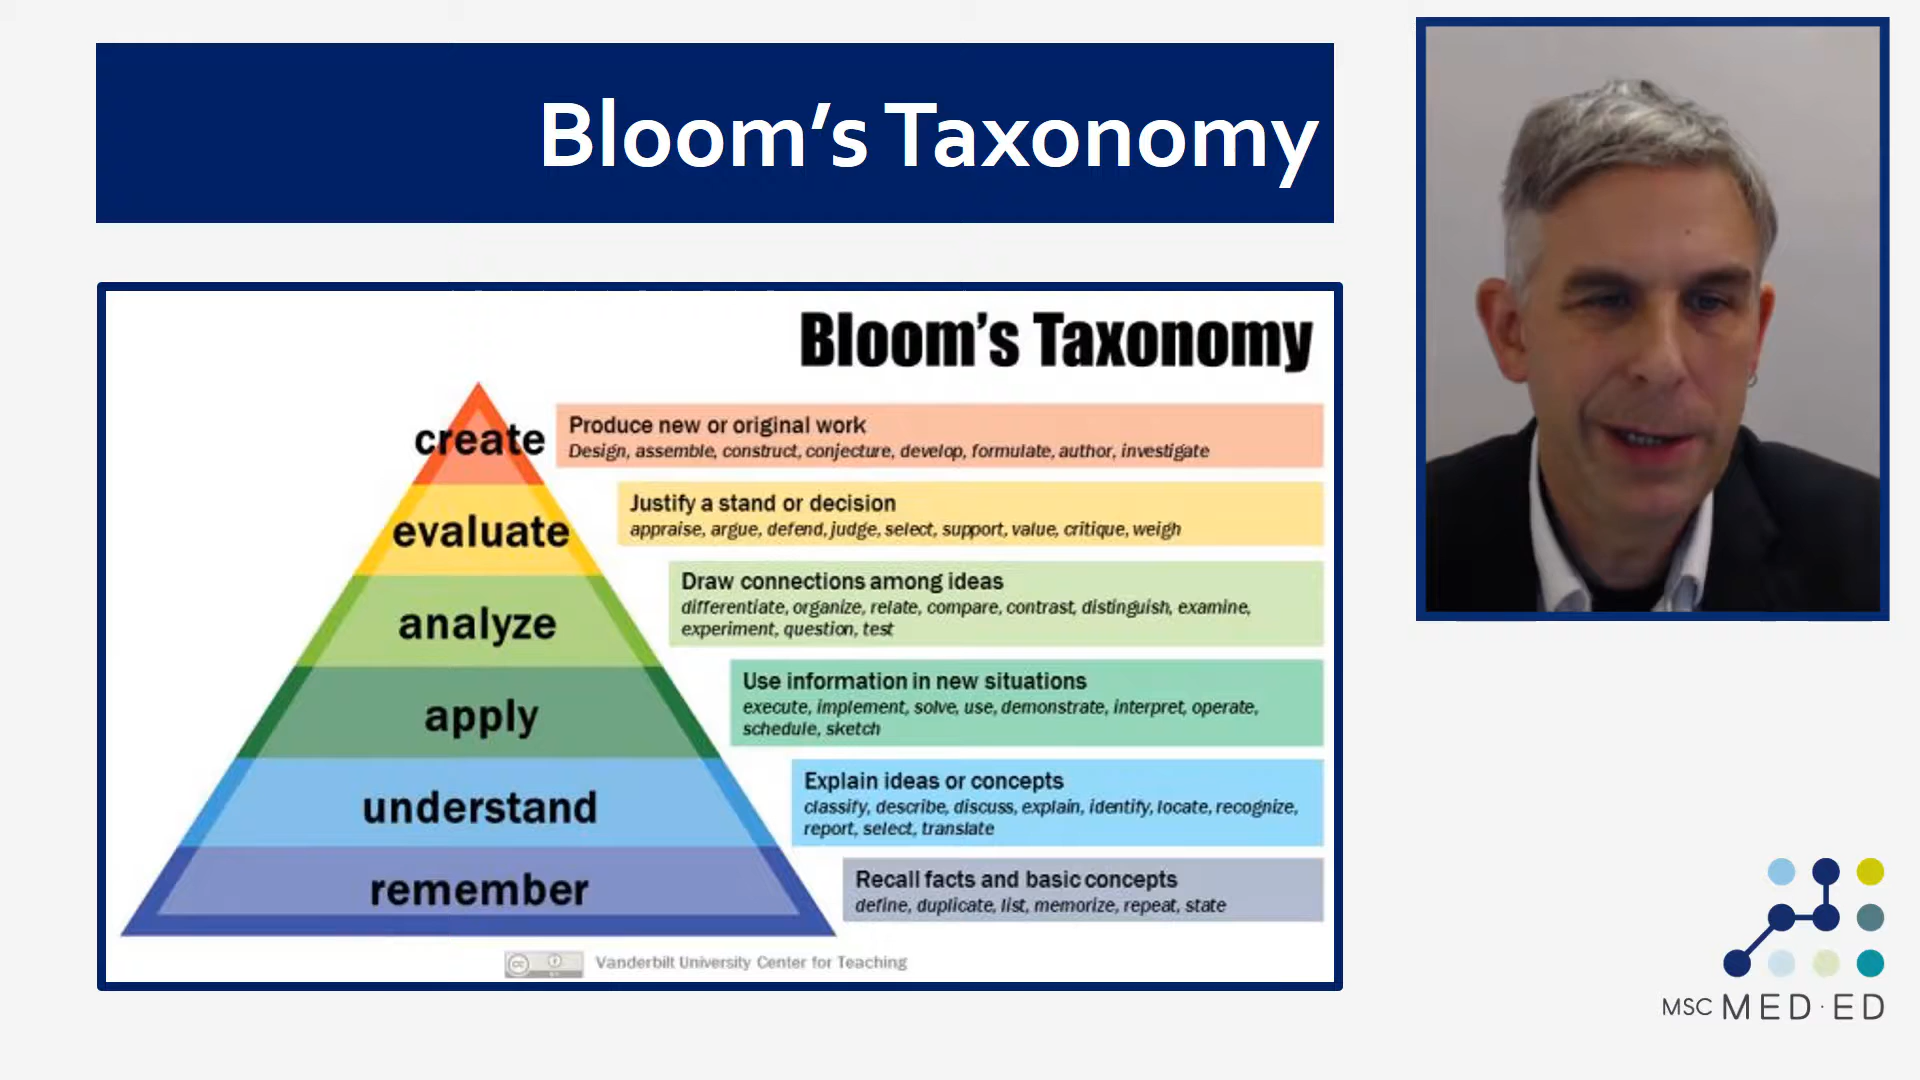 Bloom's Taxonomy
Bloom's Taxonomy
create
Produce new or original work
Design, assemble, construct, conjecture, develop, formulate, author, investigate
evaluate
Justify a stand or decision
appraise, argue, defend, judge, select, support, value, critique, weigh
analyze
Draw connections among ideas
differentiate, organize, relate, compare, contrast, distinguish, examine,
experiment, question, test
apply
Use information in new situations
execute, implement, solve, use, demonstrate, interpret, operate,
schedule, sketch
understand
Explain ideas or concepts
classify, describe, discuss, explain, identify, locate, recognize,
report, select, translate
remember
Recall facts and basic concepts
define, duplicate, list, memorize, repeat, state
Vanderbilt University Center for Teaching
MSC MED·ED